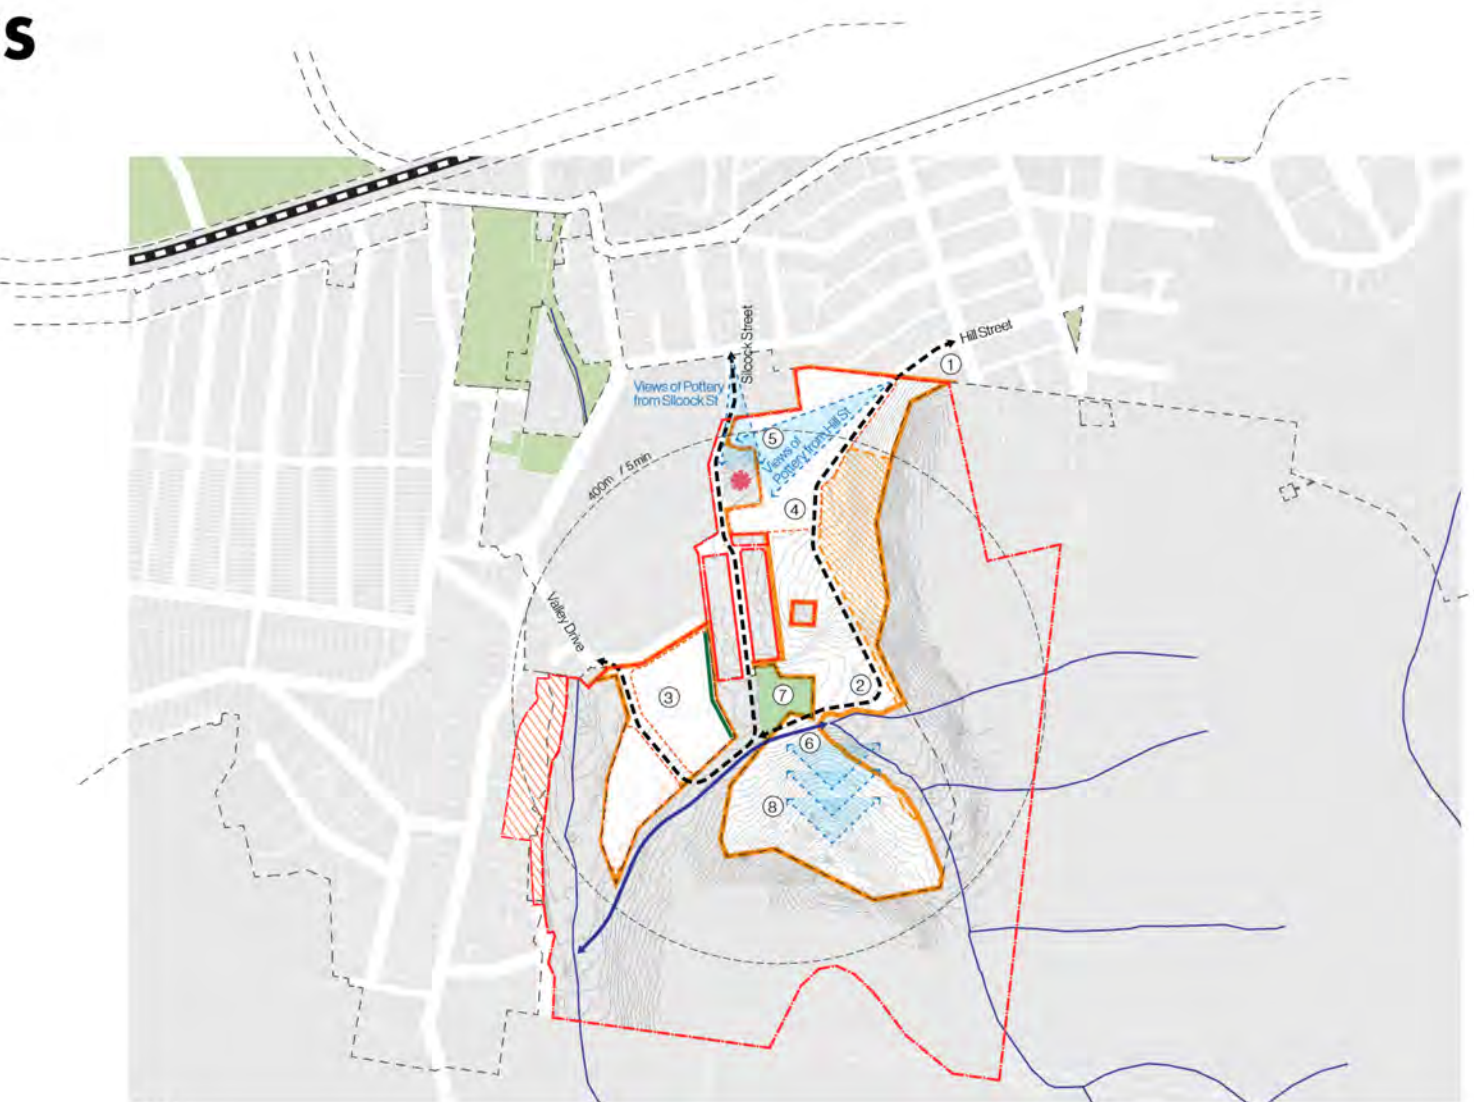 s
Hill Street
①
Silcock Street
Views of Pottery
from Silcock St
⑤
Views of
Pottery from Hill St
400m / 5min
④
Valley Drive
③
②
⑦
⑥
⑧